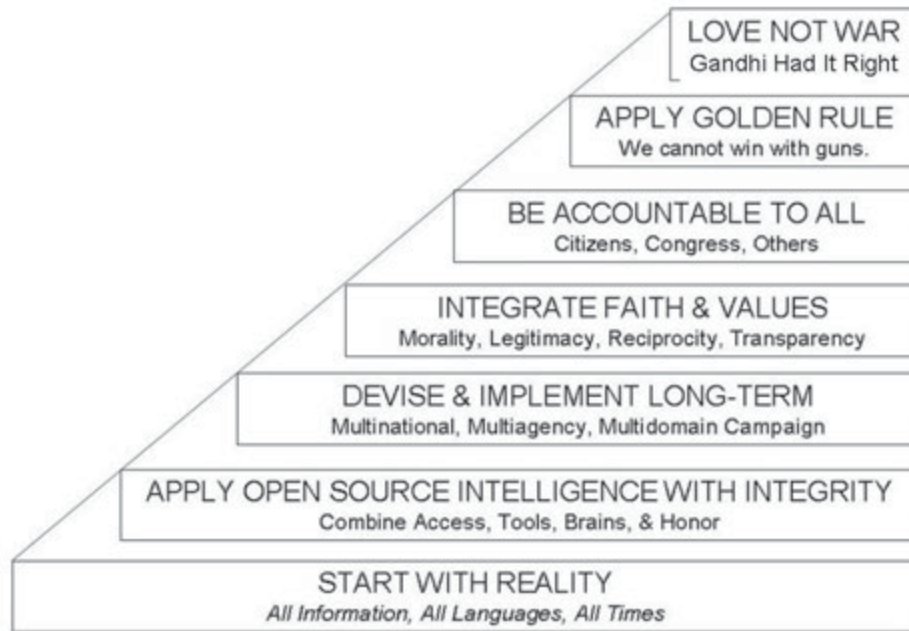 LOVE NOT WAR
Gandhi Had It Right
APPLY GOLDEN RULE
We cannot win with guns.
BE ACCOUNTABLE TO ALL
Citizens, Congress, Others
INTEGRATE FAITH & VALUES
Morality, Legitimacy, Reciprocity, Transparency
DEVISE & IMPLEMENT LONG-TERM
Multinational, Multiagency, Multidomain Campaign
APPLY OPEN SOURCE INTELLIGENCE WITH INTEGRITY
Combine Access, Tools, Brains, & Honor
START WITH REALITY
All Information, All Languages, All Times